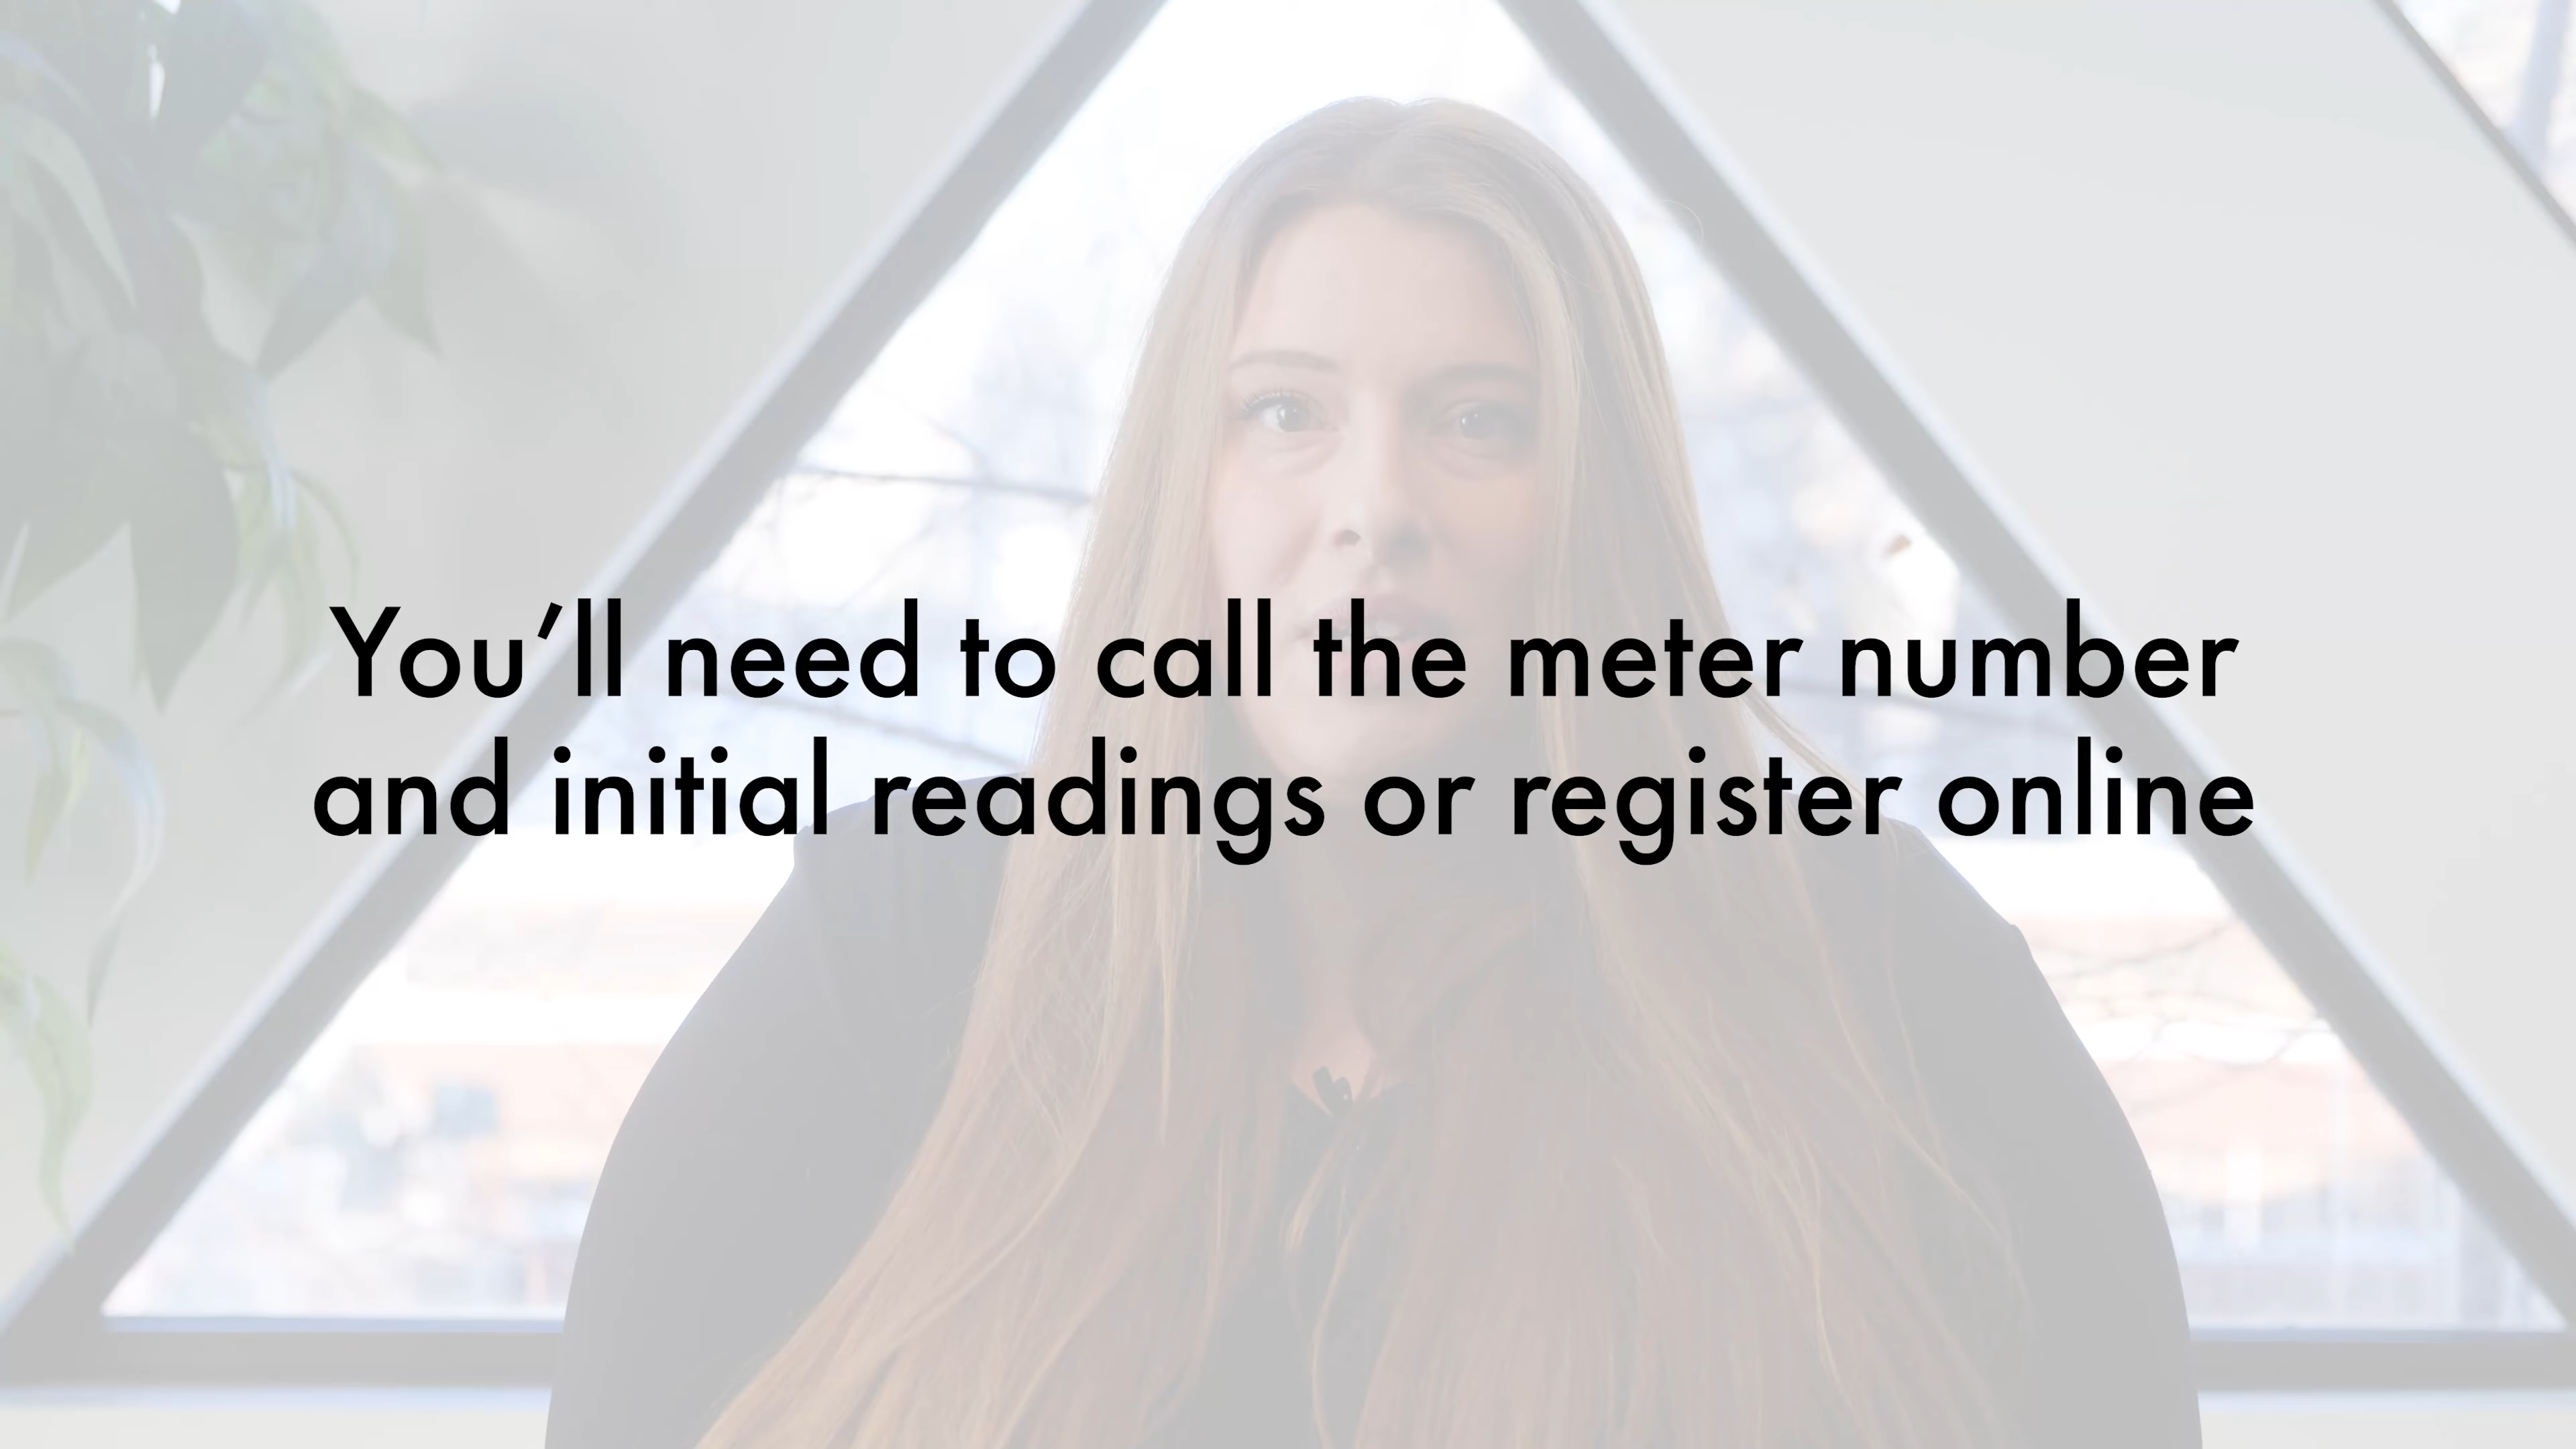 You’ll need to call the meter number
and initial readings or register online